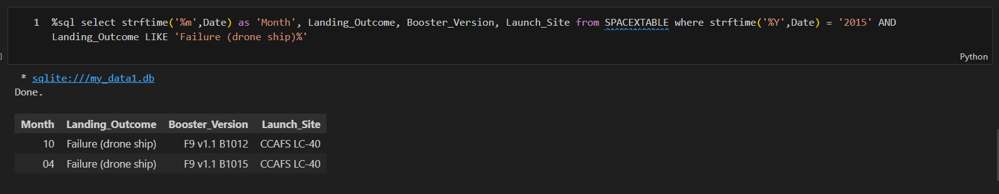 1 %sql select strftime('%m',Date) as 'Month', Landing_Outcome, Booster_Version, Launch_Site from SPACEXTABLE where strftime('%Y',Date) = '2015' AND
Landing_Outcome LIKE 'Failure (drone ship)%'
]
Python
* sqlite:///my_data1.db
Done.
Month Landing_Outcome Booster_Version Launch_Site
10 Failure (drone ship) F9 v1.1 B1012 CCAFS LC-40
04 Failure (drone ship) F9 v1.1 B1015 CCAFS LC-40